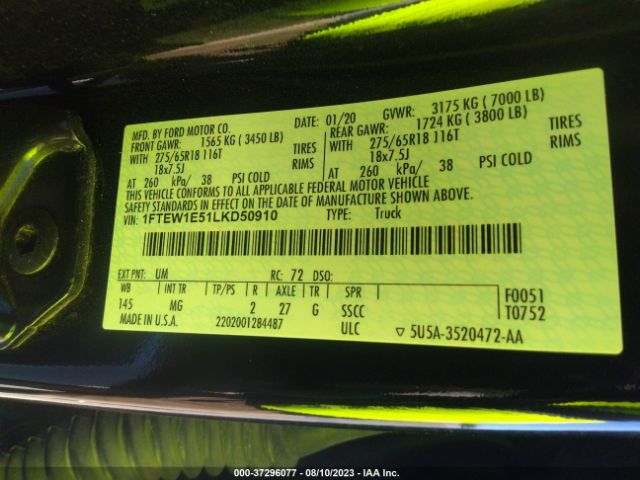 MFD. BY FORD MOTOR CO.
DATE: 01/20 GVWR: 3175 KG ( 7000 LB)
FRONT GAWR: 1565 KG ( 3450 LB)
REAR GAWR: 1724 KG ( 3800 LB)
WITH 275/65R18 116T TIRES
275/65R18 116T TIRES
WITH 18x7.5J RIMS
18x7.5J RIMS
AT 260 kPa/ 38 PSI COLD
AT 260 kPa/ 38 PSI COLD
THIS VEHICLE CONFORMS TO ALL APPLICABLE FEDERAL MOTOR VEHICLE
SAFETY STANDARDS IN EFFECT ON THE DATE OF MANUFACTURE SHOWN ABOVE.
VIN: 1FTEW1E51LKD50910 TYPE: Truck
EXT PNT: UM RC: 72 DSO:
WB INT TR TP/PS R AXLE TR SPR F0051
145 MG 2 27 G SSCC T0752
MADE IN U.S.A. 2202001284487 ULC ▽ 5U5A-3520472-AA
000-37296077 - 08/10/2023 - IAA Inc.